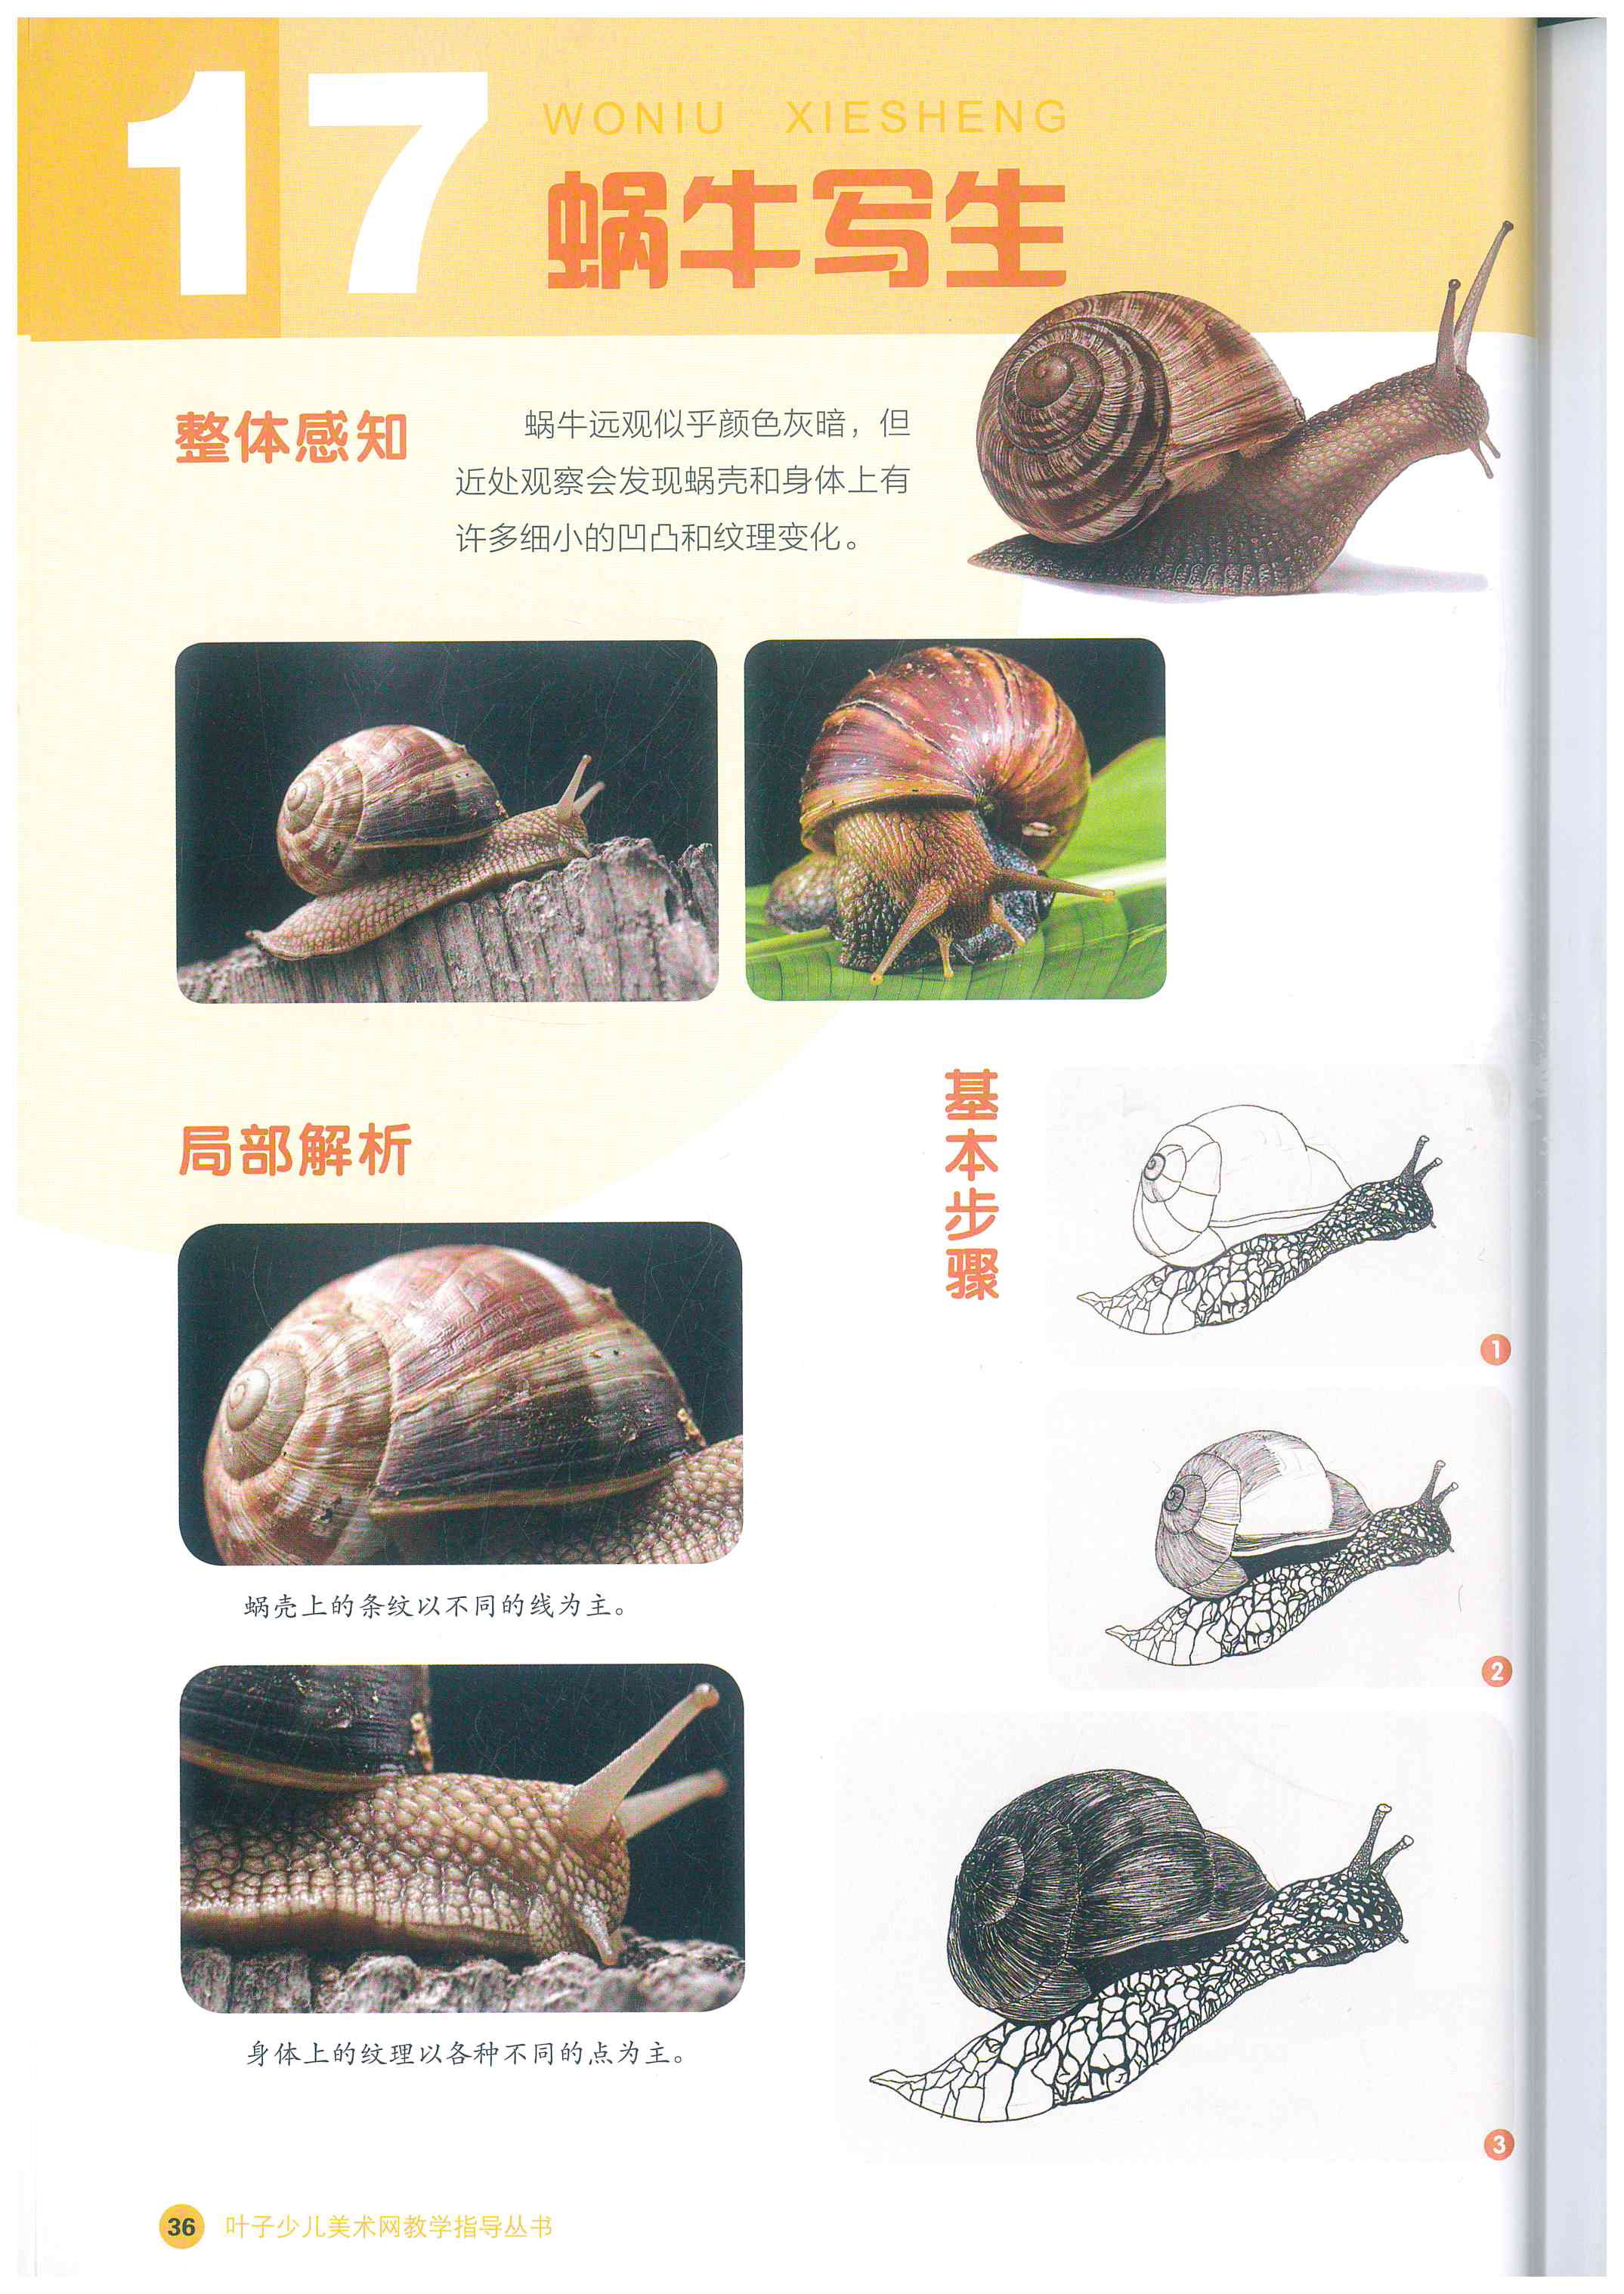 17
WONIU XIESHENG
蜗牛写生
整体感知
蜗牛远观似乎颜色灰暗，但
近处观察会发现蜗壳和身体上有
许多细小的凹凸和纹理变化。
局部解析
蜗壳上的条纹以不同的线为主。
身体上的纹理以各种不同的点为主。
基本步骤
1
2
3
36 叶子少儿美术网教学指导丛书